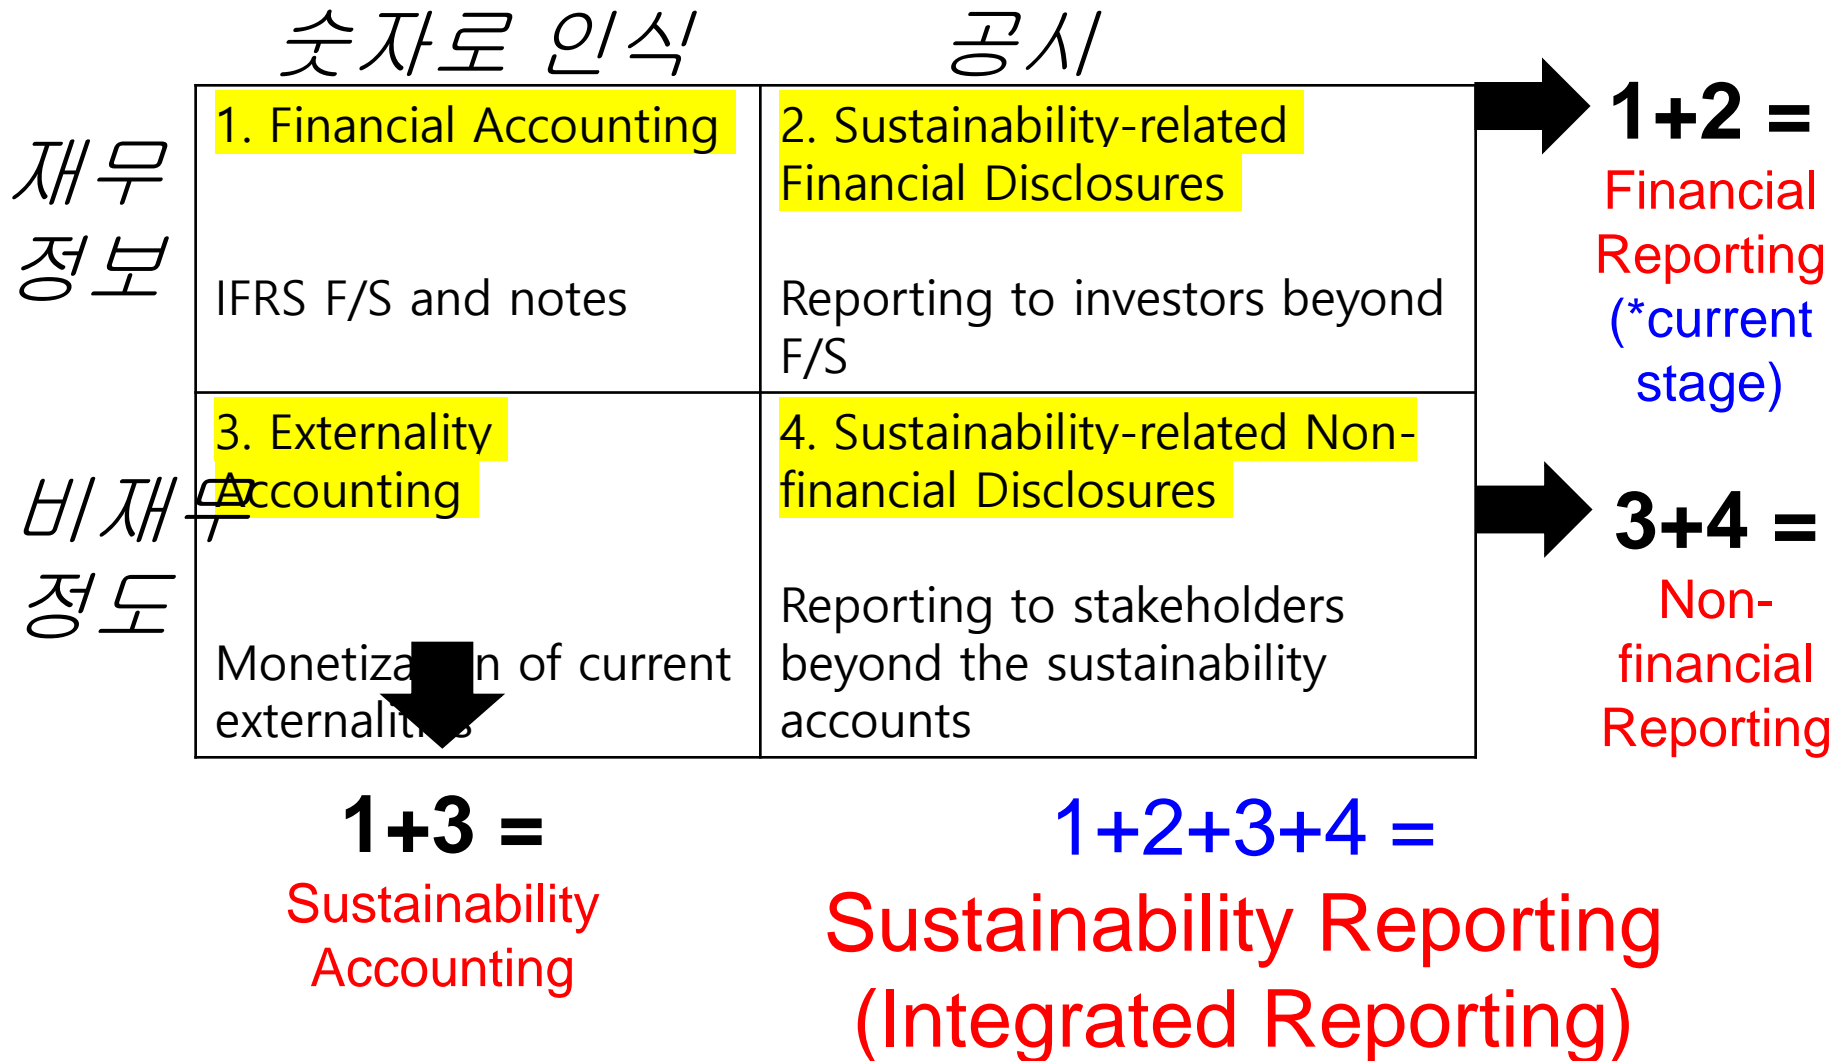 숫자로 인식
공시
재무
정보
1. Financial Accounting
IFRS F/S and notes
2. Sustainability-related
Financial Disclosures
Reporting to investors beyond
F/S
1+2 =
Financial
Reporting
(*current
stage)
비재무
정도
3. Externality
Accounting
Monetization of current
externalities
4. Sustainability-related Non-
financial Disclosures
Reporting to stakeholders
beyond the sustainability
accounts
3+4 =
Non-
financial
Reporting
1+3 =
Sustainability
Accounting
1+2+3+4 =
Sustainability Reporting
(Integrated Reporting)